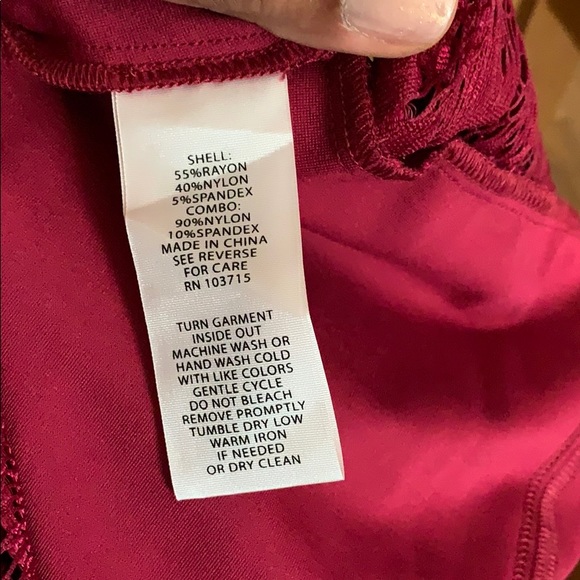 SHELL:
55%RAYON
40%NYLON
5%SPANDEX
COMBO:
90%NYLON
10%SPANDEX
MADE IN CHINA
SEE REVERSE
FOR CARE
RN 103715
TURN GARMENT
INSIDE OUT
MACHINE WASH OR
HAND WASH COLD
WITH LIKE COLORS
GENTLE CYCLE
DO NOT BLEACH
REMOVE PROMPTLY
TUMBLE DRY LOW
WARM IRON
IF NEEDED
OR DRY CLEAN